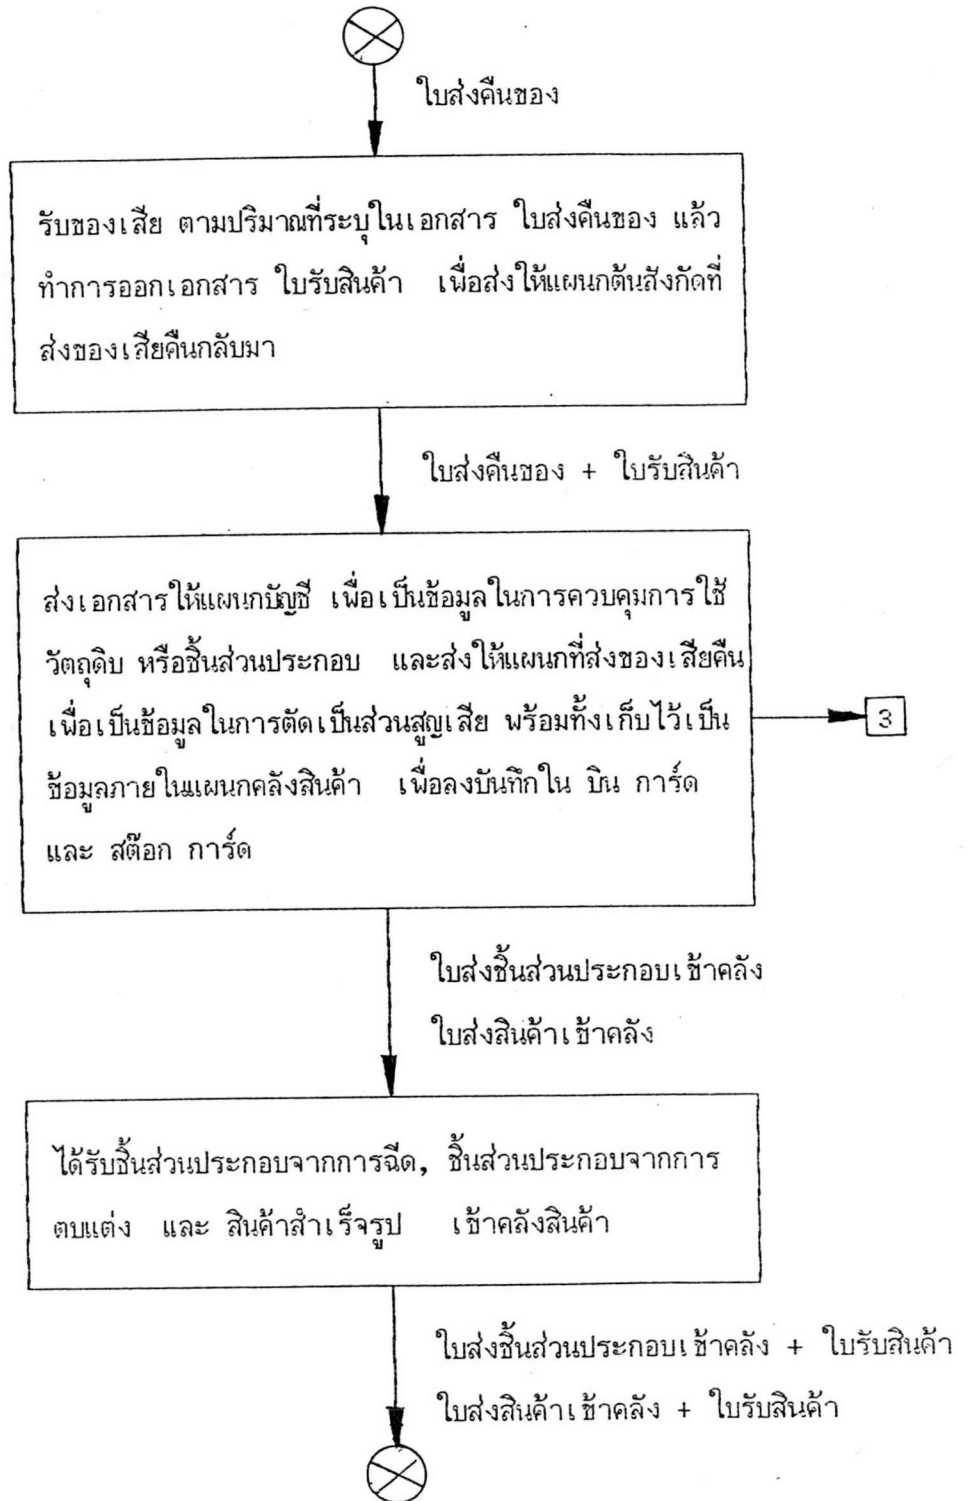 ใบส่งคืนของ
รับของเสีย ตามปริมาณที่ระบุในเอกสาร ใบส่งคืนของ แล้ว
ทำการออกเอกสาร ใบรับสินค้า เพื่อส่งให้แผนกต้นสังกัดที่
ส่งของเสียคืนกลับมา
ใบส่งคืนของ + ใบรับสินค้า
ส่งเอกสารให้แผนกบัญชี เพื่อเป็นข้อมูลในการควบคุมการใช้
วัตถุดิบ หรือชิ้นส่วนประกอบ และส่งให้แผนกที่ส่งของเสียคืน
เพื่อเป็นข้อมูลในการตัดเป็นส่วนสูญเสีย พร้อมทั้งเก็บไว้เป็น
3
ข้อมูลภายในแผนกคลังสินค้า เพื่อลงบันทึกใน บิน การ์ด
และ สต๊อก การ์ด
ใบส่งชิ้นส่วนประกอบเข้าคลัง
ใบส่งสินค้าเข้าคลัง
ได้รับชิ้นส่วนประกอบจากการฉีด, ชิ้นส่วนประกอบจากการ
ตบแต่ง และ สินค้าสำเร็จรูป เข้าคลังสินค้า
ใบส่งชิ้นส่วนประกอบเข้าคลัง + ใบรับสินค้า
ใบส่งสินค้าเข้าคลัง + ใบรับสินค้า